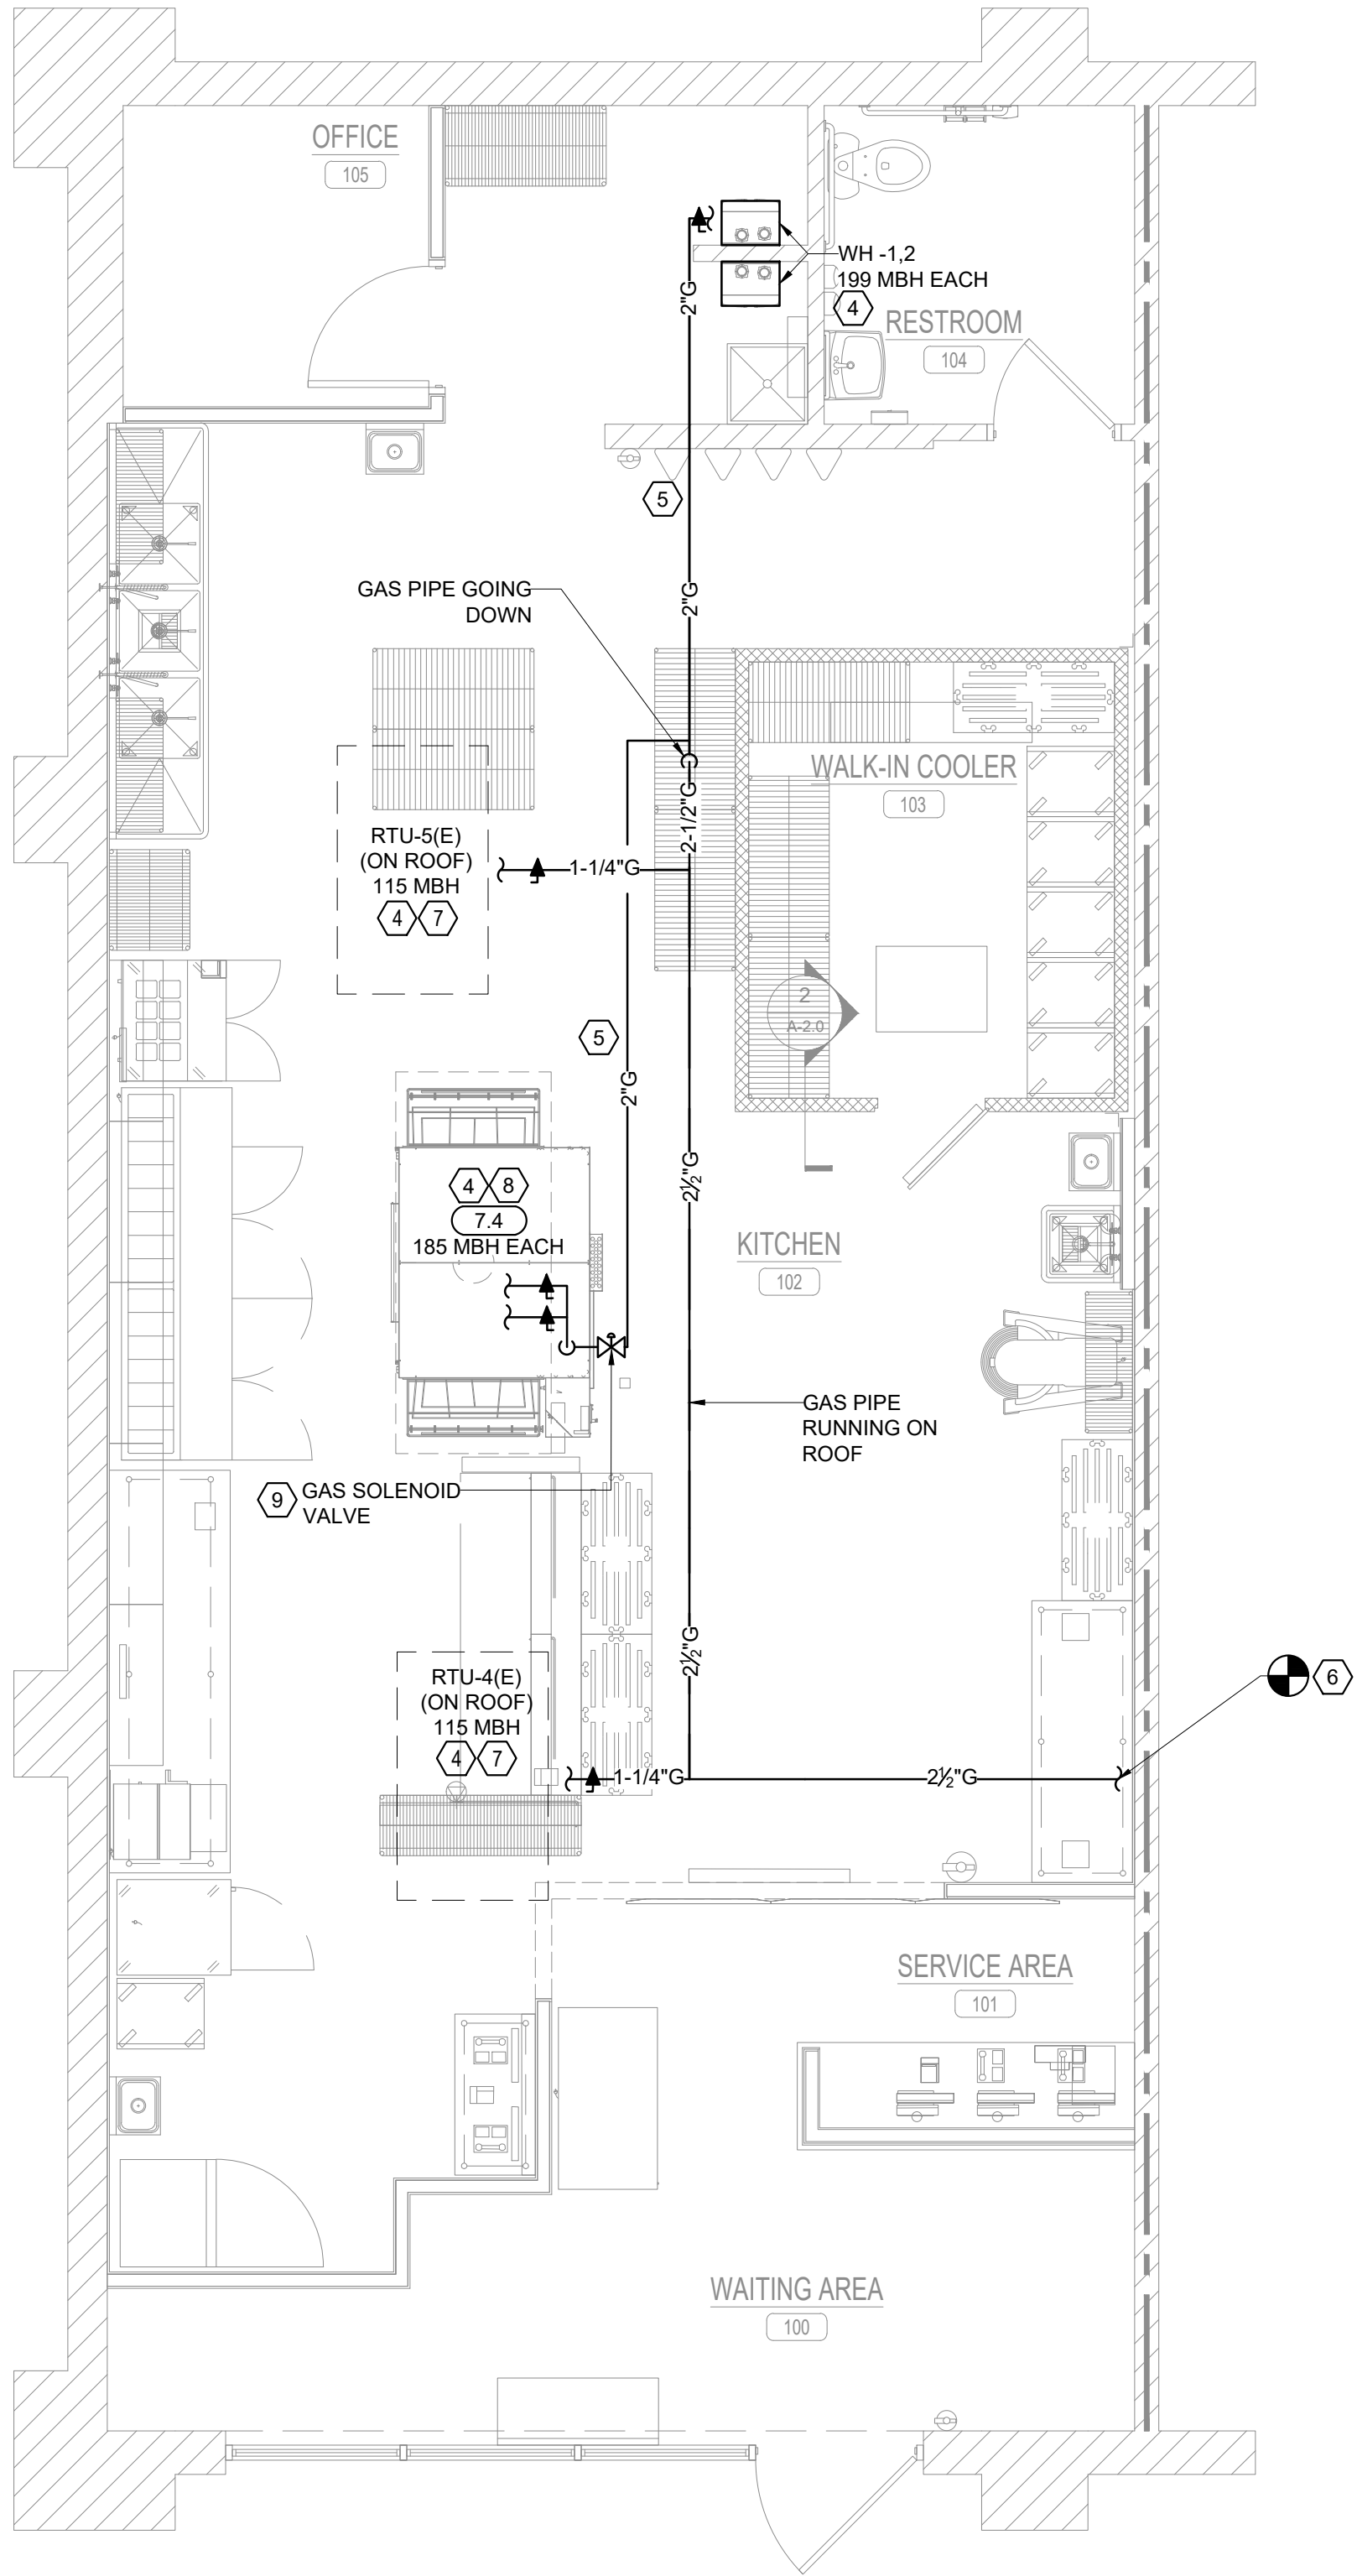 OFFICE
105
WH -1,2
199 MBH EACH
4
RESTROOM
104
2"G
5
GAS PIPE GOING
DOWN
2"G
WALK-IN COOLER
103
2-1/2"G
RTU-5(E)
(ON ROOF)
115 MBH
4 7
1-1/4"G
2
A-2.0
5
2"G
4 8
7.4
185 MBH EACH
2½"G
KITCHEN
102
GAS PIPE
RUNNING ON
ROOF
9 GAS SOLENOID
VALVE
2½"G
RTU-4(E)
(ON ROOF)
115 MBH
4 7
6
1-1/4"G
2½"G
SERVICE AREA
101
WAITING AREA
100